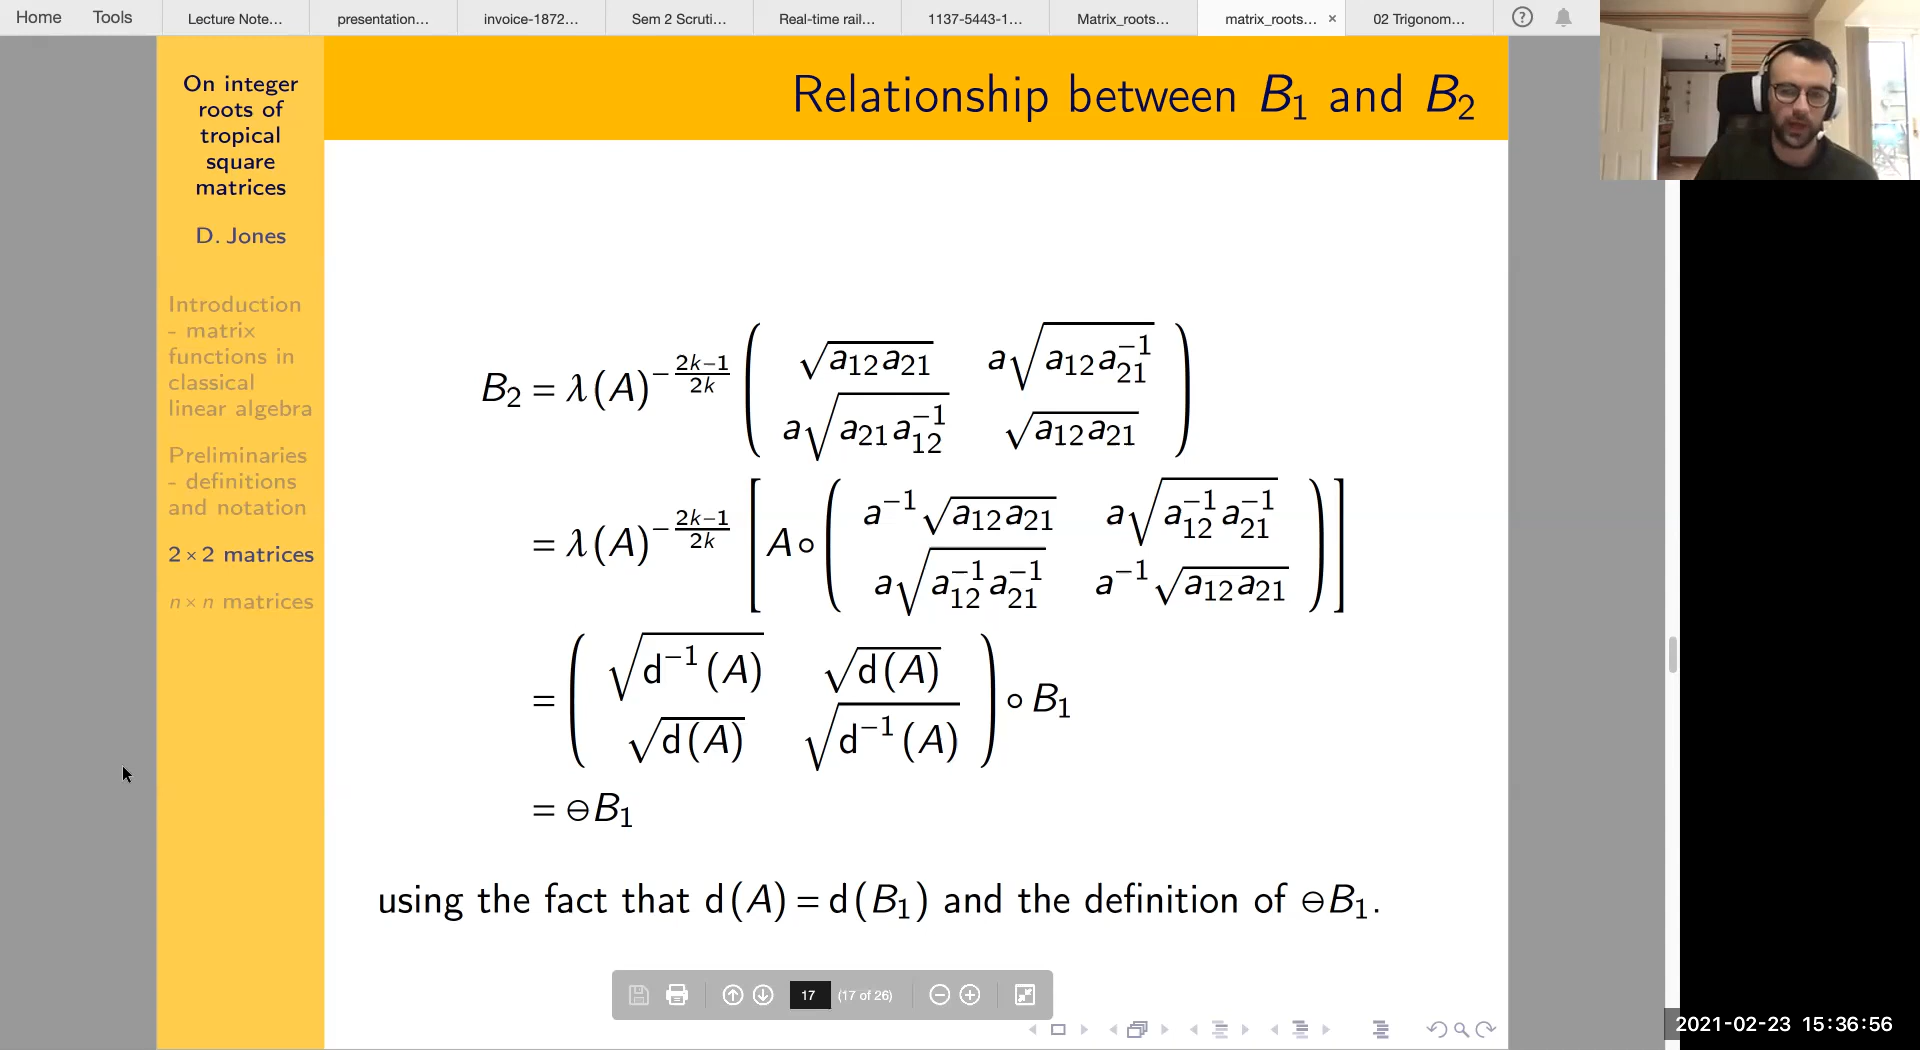 Home Tools Lecture Note... presentation... invoice-1872... Sem 2 Scruti... Real-time rail... 1137-5443-1... Matrix_roots... matrix_roots... × 02 Trigonom... ?
On integer
roots of
tropical
square
matrices
D. Jones
Introduction
- matrix
functions in
classical
linear algebra
Preliminaries
- definitions
and notation
2 × 2 matrices
n × n matrices
Relationship between B₁ and B₂
B₂ = λ(A)^{−(2k−1)/(2k)} ( √(a₁₂a₂₁)  a√(a₁₂a₂₁⁻¹)
a√(a₂₁a₁₂⁻¹)  √(a₁₂a₂₁) )
= λ(A)^{−(2k−1)/(2k)} [ A ∘ ( a⁻¹√(a₁₂a₂₁)  a√(a₁₂⁻¹a₂₁⁻¹)
a√(a₁₂⁻¹a₂₁⁻¹)  a⁻¹√(a₁₂a₂₁) ) ]
= ( √(d⁻¹(A))  √(d(A))
√(d(A))  √(d⁻¹(A)) ) ∘ B₁
= ⊖B₁
using the fact that d(A) = d(B₁) and the definition of ⊖B₁.
17 (17 of 26)
2021-02-23 15:36:56